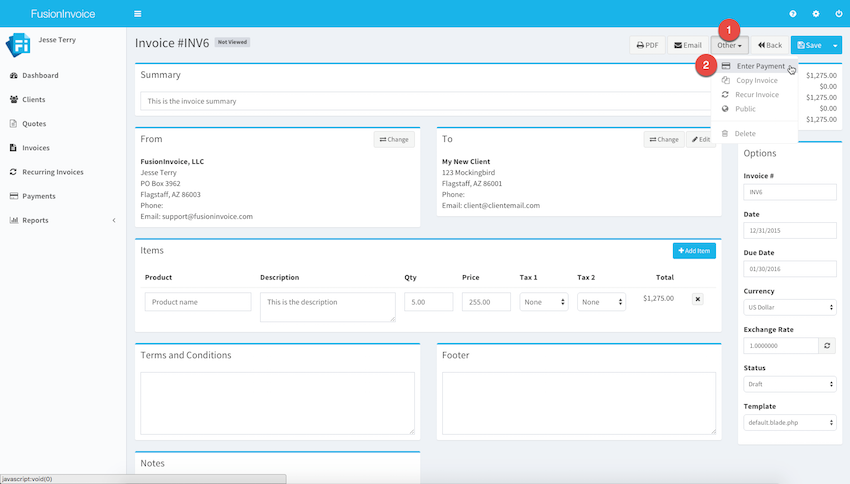 FusionInvoice
Fi
Jesse Terry
Dashboard
Clients
Quotes
Invoices
Recurring Invoices
Payments
Reports
Invoice #INV6
Not Viewed
PDF
Email
Other
Back
Save
1
2
Enter Payment
Copy Invoice
Recur Invoice
Public
Delete
Summary
This is the invoice summary
$1,275.00
$0.00
$1,275.00
$0.00
$1,275.00
From
Change
FusionInvoice, LLC
Jesse Terry
PO Box 3962
Flagstaff, AZ 86003
Phone:
Email: support@fusioninvoice.com
To
Change
Edit
My New Client
123 Mockingbird
Flagstaff, AZ 86001
Phone:
Email: client@clientemail.com
Options
Invoice #
INV6
Date
12/31/2015
Due Date
01/30/2016
Currency
US Dollar
Exchange Rate
1.0000000
Status
Draft
Template
default.blade.php
Items
Add Item
Product Description Qty Price Tax 1 Tax 2 Total
Product name This is the description 5.00 255.00 None None $1,275.00
Terms and Conditions
Footer
Notes
javascript:void(0)